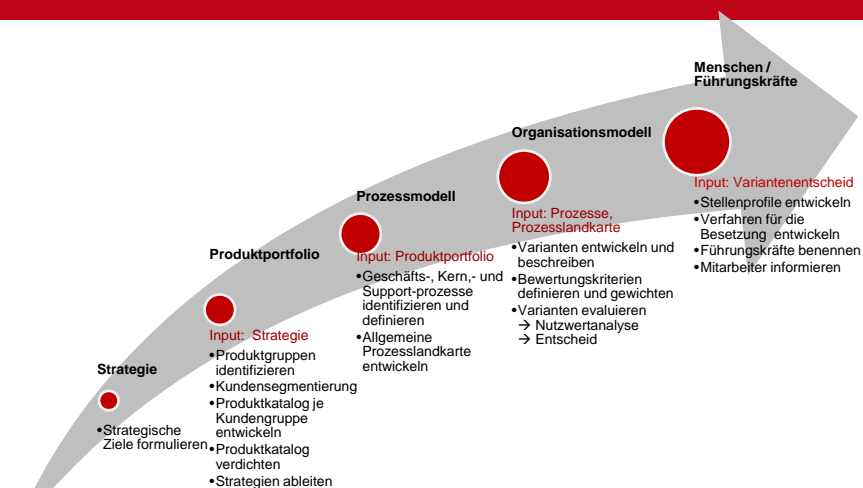 Strategie
•Strategische
Ziele formulieren
Produktportfolio
Input: Strategie
•Produktgruppen
identifizieren
•Kundensegmentierung
•Produktkatalog je
Kundengruppe
entwickeln
•Produktkatalog
verdichten
•Strategien ableiten
Prozessmodell
Input: Produktportfolio
•Geschäfts-, Kern,- und
Support-prozesse
identifizieren und
definieren
•Allgemeine
Prozesslandkarte
entwickeln
Organisationsmodell
Input: Prozesse,
Prozesslandkarte
•Varianten entwickeln und
beschreiben
•Bewertungskriterien
definieren und gewichten
•Varianten evaluieren
→ Nutzwertanalyse
→ Entscheid
Menschen /
Führungskräfte
Input: Variantenentscheid
•Stellenprofile entwickeln
•Verfahren für die
Besetzung entwickeln
•Führungskräfte benennen
•Mitarbeiter informieren